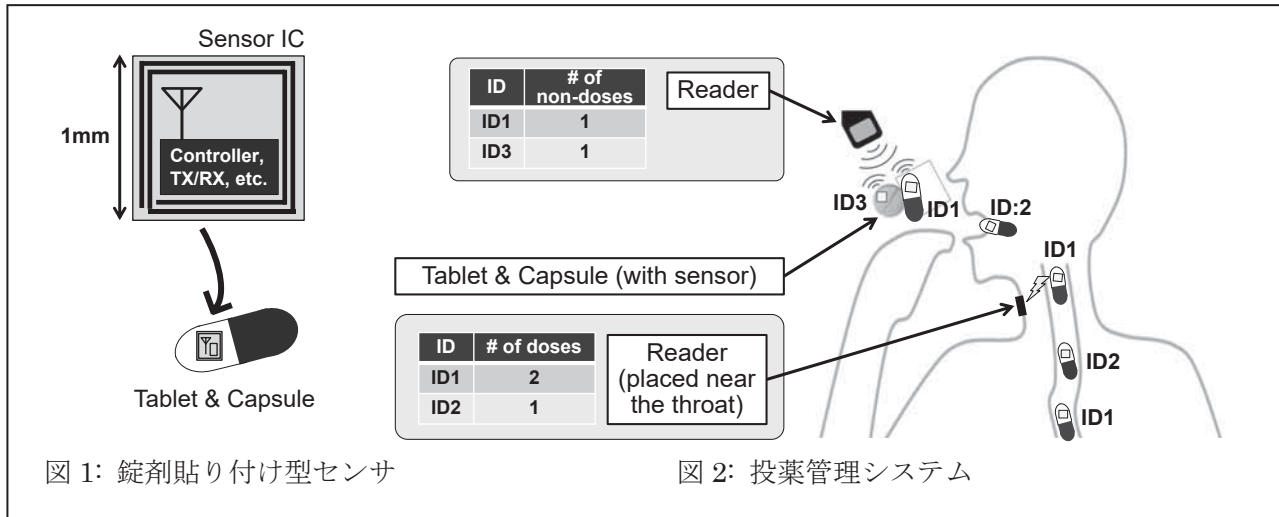 Sensor IC
1mm
Controller,
TX/RX, etc.
Tablet & Capsule
ID # of non-doses
ID1 1
ID3 1
Reader
ID3
ID1
ID:2
ID1
Tablet & Capsule (with sensor)
ID # of doses
ID1 2
ID2 1
Reader
(placed near
the throat)
ID2
ID1
図 1: 錠剤貼り付け型センサ
図 2: 投薬管理システム